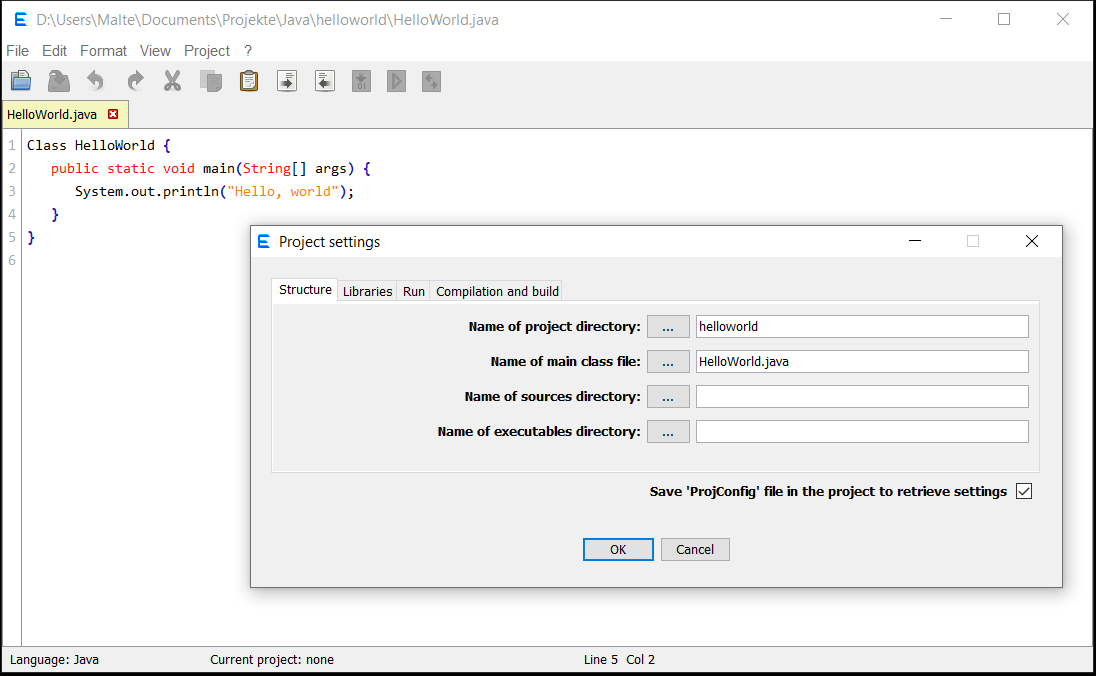 D:\Users\Malte\Documents\Projekte\Java\helloworld\HelloWorld.java
File Edit Format View Project ?
HelloWorld.java
1 Class HelloWorld {
2 public static void main(String[] args) {
3 System.out.println("Hello, world");
4 }
5 }
6
Project settings
Structure Libraries Run Compilation and build
Name of project directory: ... helloworld
Name of main class file: ... HelloWorld.java
Name of sources directory: ...
Name of executables directory: ...
Save 'ProjConfig' file in the project to retrieve settings
OK Cancel
Language: Java Current project: none Line 5 Col 2